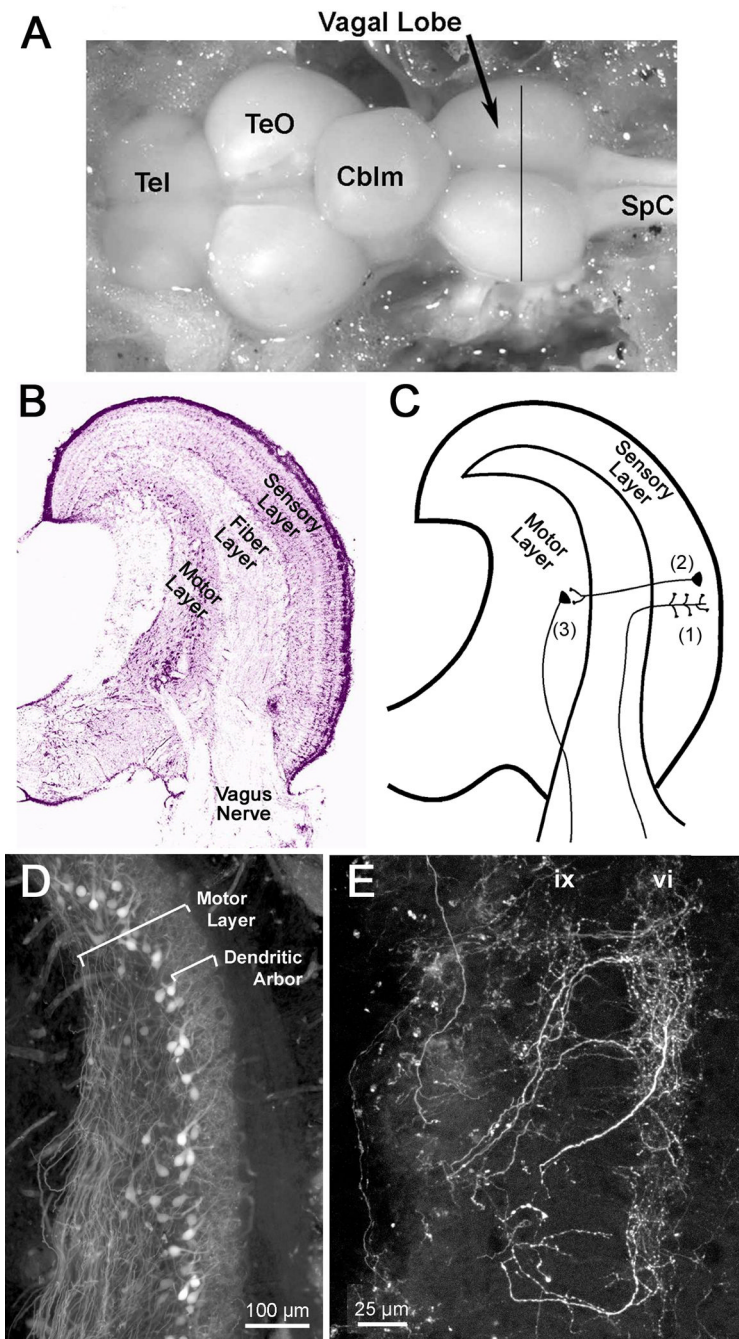 A
Vagal Lobe
TeO
Tel
Cblm
SpC
B
Sensory
Layer
Fiber
Layer
Motor
Layer
Vagus
Nerve
C
Sensory
Layer
Motor
Layer
(2)
(3)
(1)
D
Motor
Layer
Dendritic
Arbor
100 µm
E
ix
vi
25 µm